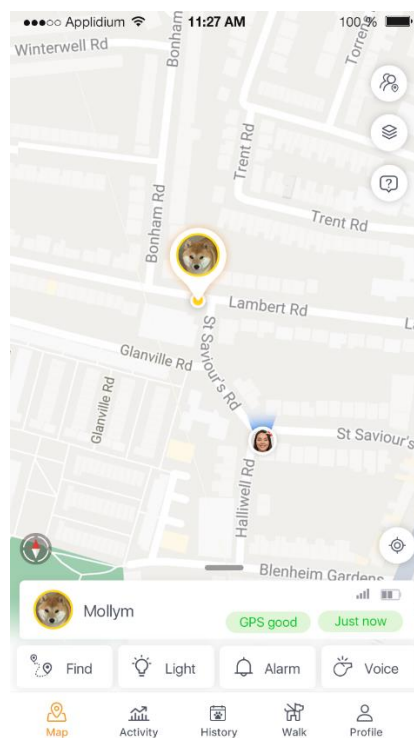 Applidium 11:27 AM 100 %
Winterwell Rd
Bonham
Torren
Trent Rd
Trent Rd
Bonham Rd
Lambert Rd
L
St Saviour's Rd
Glanville Rd
Glanville Rd
St Saviour's
Halliwell Rd
Blenheim Gardens
Mollym
GPS good Just now
Find Light Alarm Voice
Map Activity History Walk Profile